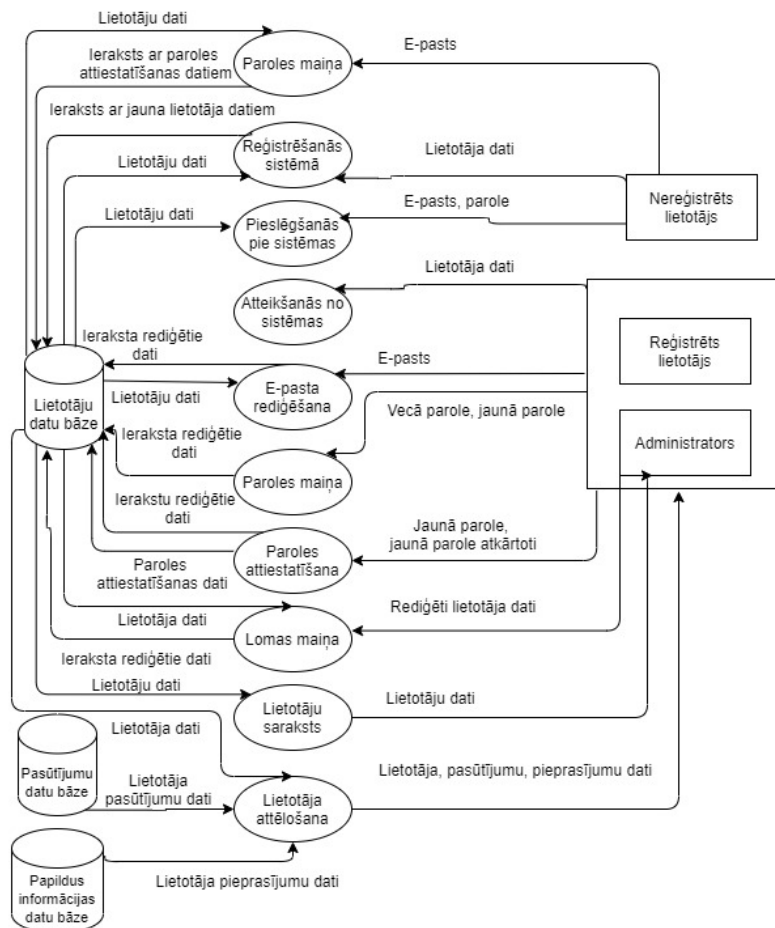 Lietotāju dati
Ieraksts ar paroles
attiestatīšanas datiem
Paroles maiņa
E-pasts
Ieraksts ar jauna lietotāja datiem
Reģistrēšanās
sistēmā
Lietotāja dati
Lietotāju dati
Nereģistrēts
lietotājs
E-pasts, parole
Lietotāju dati
Pieslēgšanās
pie sistēmas
Lietotāja dati
Atteikšanās no
sistēmas
Reģistrēts
lietotājs
Ieraksta rediģētie
dati
E-pasts
Lietotāju
datu bāze
Lietotāju dati
E-pasta
rediģēšana
Vecā parole, jaunā parole
Administrators
Ieraksta rediģētie
dati
Paroles maiņa
Ierakstu rediģētie
dati
Jaunā parole,
jaunā parole atkārtoti
Paroles
attiestatīšana
Paroles
attiestatīšanas dati
Rediģēti lietotāja dati
Lietotāja dati
Lomas maiņa
Ieraksta rediģētie dati
Lietotāju dati
Lietotāju
saraksts
Lietotāju dati
Lietotāja dati
Pasūtījumu
datu bāze
Lietotāja
pasūtījumu dati
Lietotāja
attēlošana
Lietotāja, pasūtījumu, pieprasījumu dati
Papildus
informācijas
datu bāze
Lietotāja pieprasījumu dati